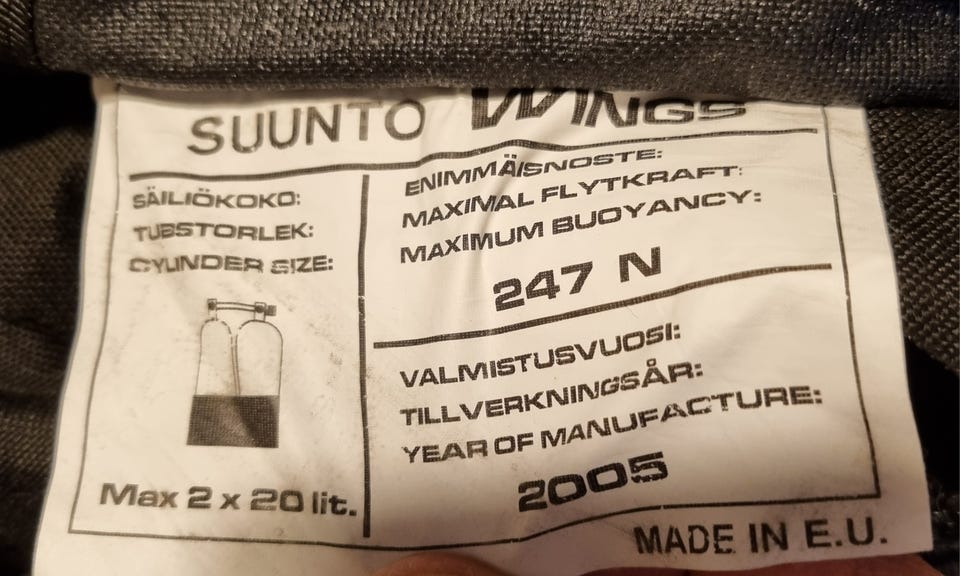 SUUNTO WINGS
SÄILIÖKOKO:
TUBSTORLEK:
CYLINDER SIZE:
Max 2 x 20 lit.
ENIMMÄISNOSTE:
MAXIMAL FLYTKRAFT:
MAXIMUM BUOYANCY:
247 N
VALMISTUSVUOSI:
TILLVERKNINGSÅR:
YEAR OF MANUFACTURE:
2005
MADE IN E.U.